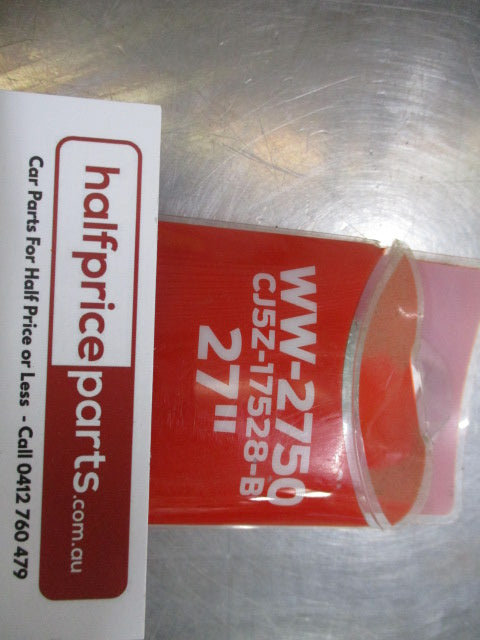 halfpriceparts.com.au
Car Parts For Half Price or Less - Call 0412 760 479
WW-2750
CJ5Z-17528-B
27"